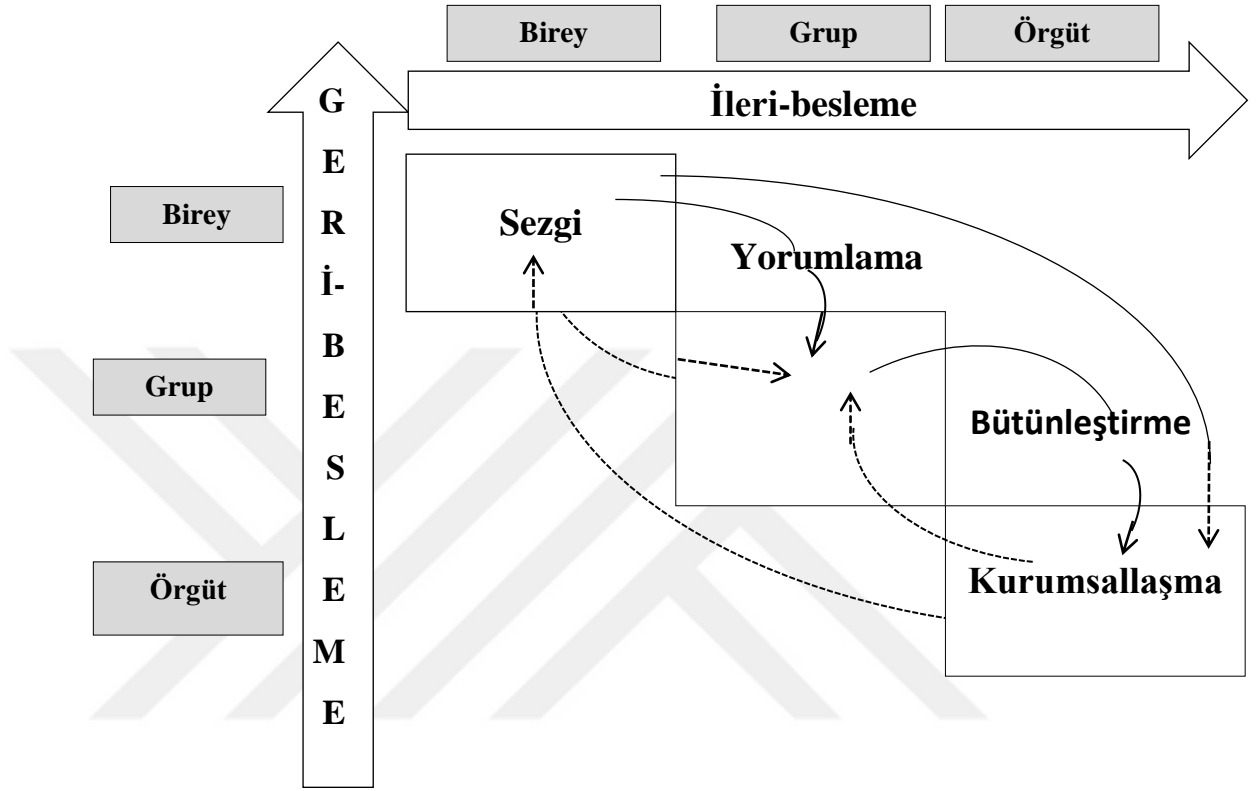 Birey
Grup
Örgüt
İleri-besleme
G
E
R
İ-
B
E
S
L
E
M
E
Birey
Grup
Örgüt
Sezgi
Yorumlama
Bütünleştirme
Kurumsallaşma